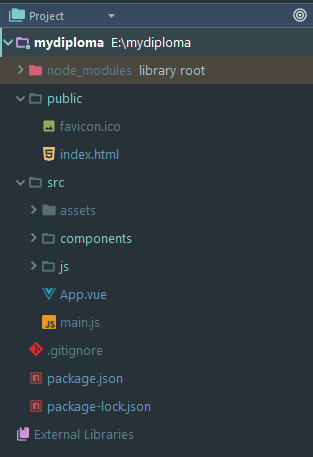 Project
mydiploma E:\mydiploma
node_modules library root
public
favicon.ico
index.html
src
assets
components
js
App.vue
main.js
.gitignore
package.json
package-lock.json
External Libraries